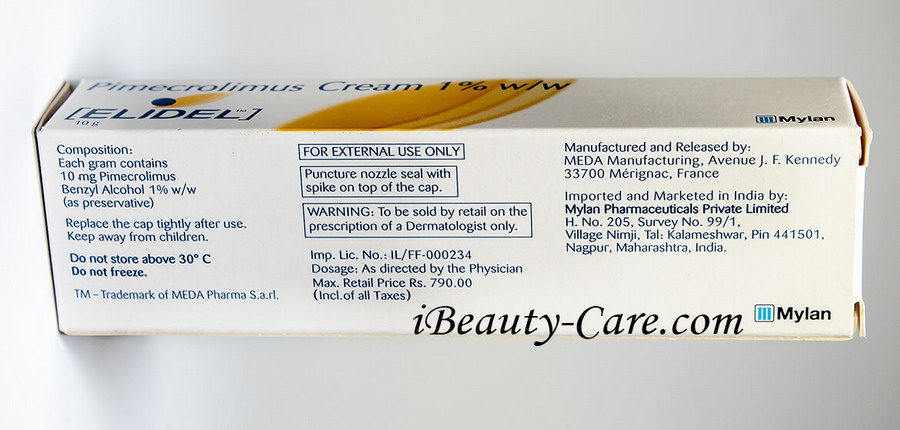 Pimecrolimus Cream 1% w/w
[ELIDEL™]
10 g
Mylan
Composition:
Each gram contains
10 mg Pimecrolimus
Benzyl Alcohol 1% w/w
(as preservative)
Replace the cap tightly after use.
Keep away from children.
Do not store above 30° C
Do not freeze.
TM – Trademark of MEDA Pharma S.a.rl.
FOR EXTERNAL USE ONLY
Puncture nozzle seal with
spike on top of the cap.
WARNING: To be sold by retail on the
prescription of a Dermatologist only.
Imp. Lic. No.: IL/FF-000234
Dosage: As directed by the Physician
Max. Retail Price Rs. 790.00
(Incl.of all Taxes)
Manufactured and Released by:
MEDA Manufacturing, Avenue J. F. Kennedy
33700 Mérignac, France
Imported and Marketed in India by:
Mylan Pharmaceuticals Private Limited
H. No. 205, Survey No. 99/1,
Village Nimji, Tal: Kalameshwar, Pin 441501,
Nagpur, Maharashtra, India.
Mylan
iBeauty-Care.com